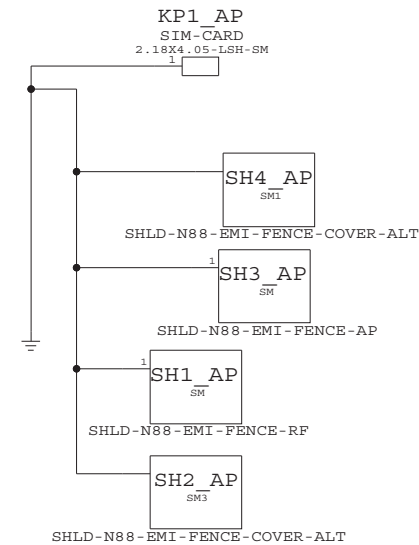 KP1_AP
SIM-CARD
2.18X4.05-LSH-SM
1
SH4_AP
SM1
SHLD-N88-EMI-FENCE-COVER-ALT
1
SH3_AP
SM
SHLD-N88-EMI-FENCE-AP
1
SH1_AP
SM
SHLD-N88-EMI-FENCE-RF
SH2_AP
SM3
SHLD-N88-EMI-FENCE-COVER-ALT